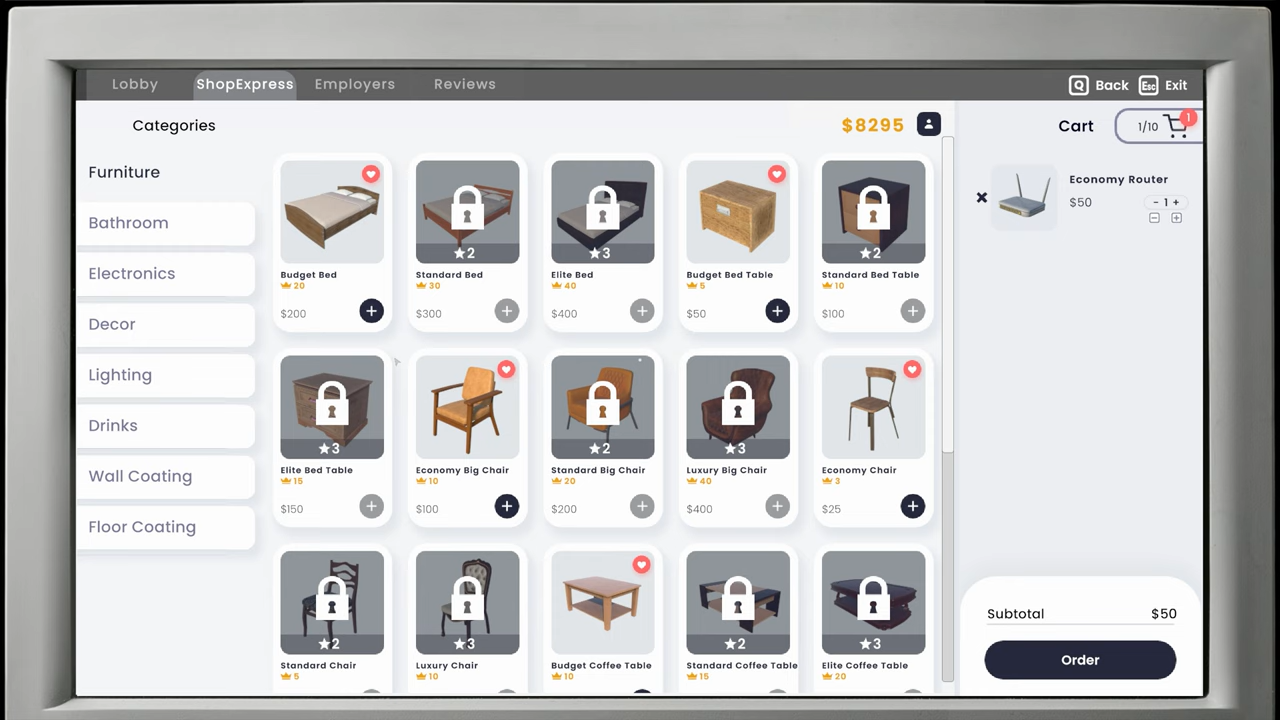 Lobby
ShopExpress
Employers
Reviews
Q Back
Esc Exit
Categories
$8295
Cart
1/10
1
Furniture
Bathroom
Electronics
Decor
Lighting
Drinks
Wall Coating
Floor Coating
Budget Bed
20
$200
2
Standard Bed
30
$300
3
Elite Bed
40
$400
Budget Bed Table
5
$50
2
Standard Bed Table
10
$100
3
Elite Bed Table
15
$150
Economy Big Chair
10
$100
2
Standard Big Chair
20
$200
3
Luxury Big Chair
40
$400
Economy Chair
3
$25
2
Standard Chair
5
3
Luxury Chair
10
Budget Coffee Table
10
2
Standard Coffee Table
15
3
Elite Coffee Table
20
Economy Router
$50
- 1 +
Subtotal $50
Order